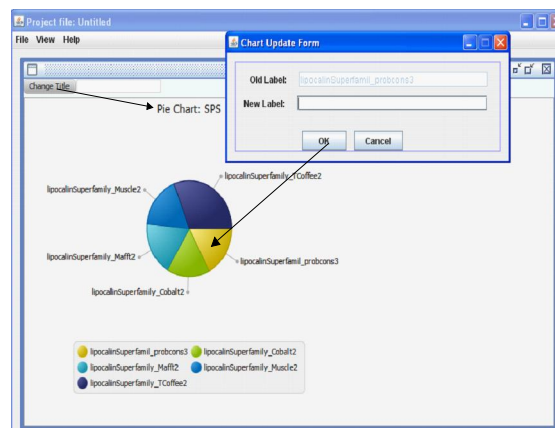 Project file: Untitled
File View Help
Chart Update Form
Old Label: lipocalinSuperfamil_probcons3
New Label:
OK Cancel
Change Title
Pie Chart: SPS
lipocalinSuperfamily_TCoffee2
lipocalinSuperfamily_Muscle2
lipocalinSuperfamily_Mafft2
lipocalinSuperfamil_probcons3
lipocalinSuperfamily_Cobalt2
lipocalinSuperfamil_probcons3 lipocalinSuperfamily_Cobalt2
lipocalinSuperfamily_Mafft2 lipocalinSuperfamily_Muscle2
lipocalinSuperfamily_TCoffee2